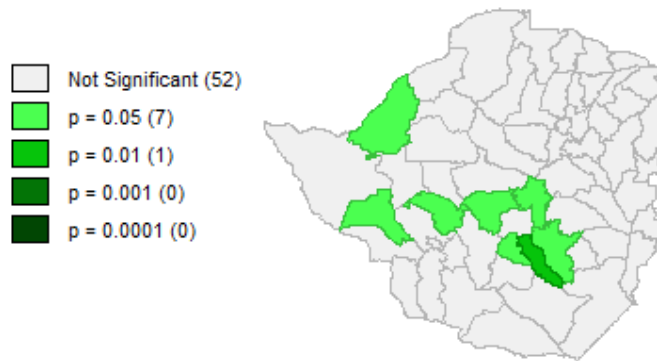 Not Significant (52)
p = 0.05 (7)
p = 0.01 (1)
p = 0.001 (0)
p = 0.0001 (0)